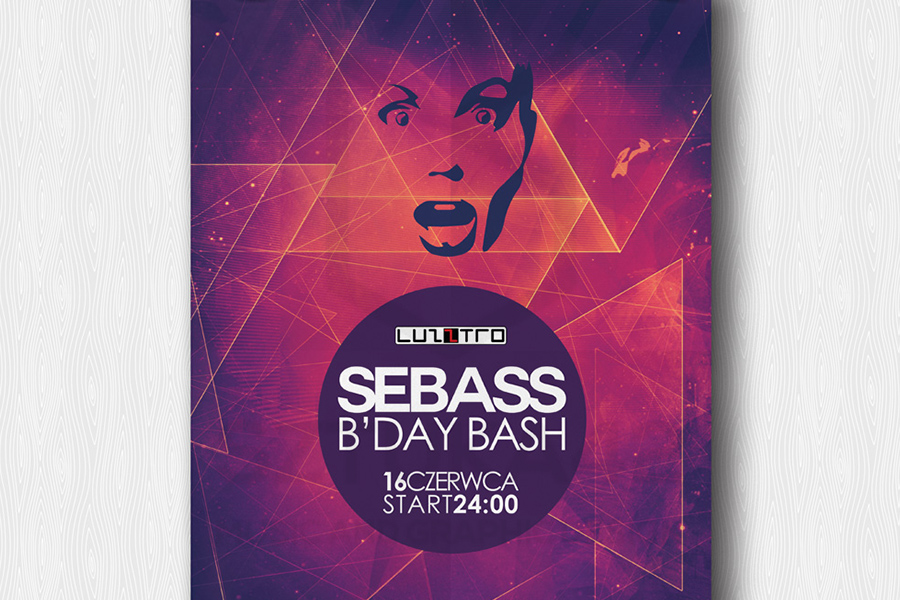 LUZZTRO
SEBASS
B'DAY BASH
16CZERWCA
START24:00